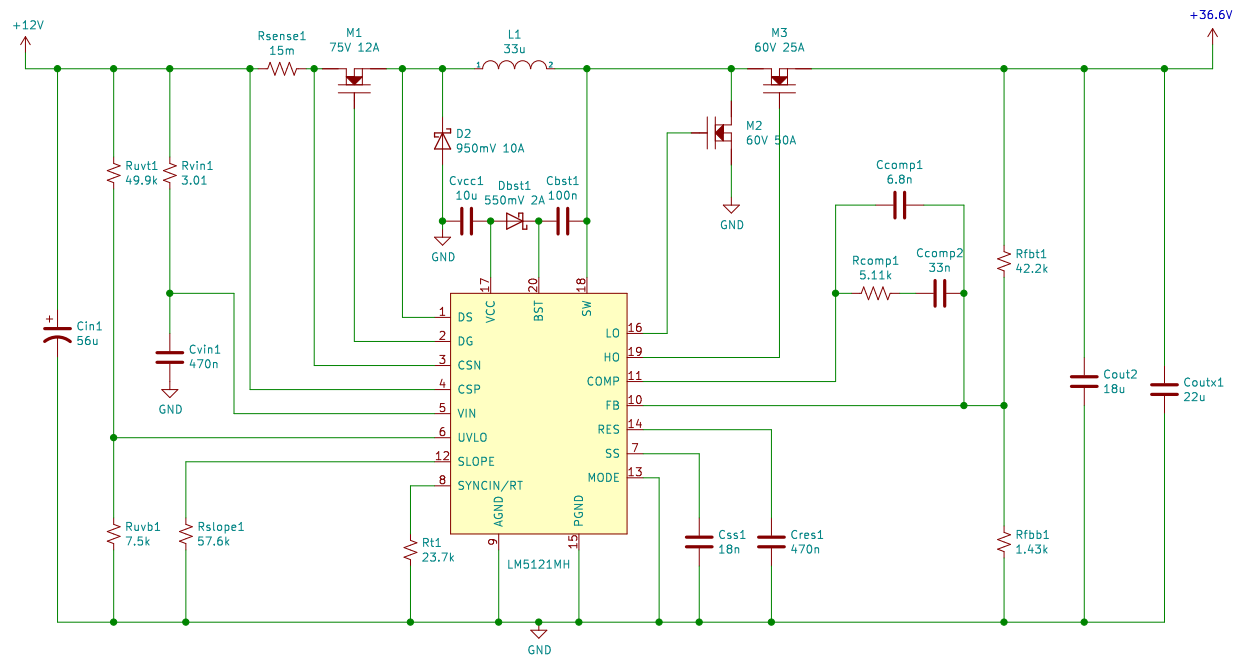 +12V
+36.6V
Rsense1
15m
M1
75V 12A
L1
33u
1
2
M3
60V 25A
D2
950mV 10A
M2
60V 50A
GND
Ruvt1
49.9k
Rvin1
3.01
Cvcc1
10u
Dbst1
550mV 2A
Cbst1
100n
GND
Ccomp1
6.8n
Rcomp1
5.11k
Ccomp2
33n
Rfbt1
42.2k
Cin1
56u
+
Cvin1
470n
GND
17
20
18
VCC
BST
SW
1
DS
2
DG
3
CSN
4
CSP
5
VIN
6
UVLO
12
SLOPE
8
SYNCIN/RT
LO
16
HO
19
COMP
11
FB
10
RES
14
SS
7
MODE
13
AGND
PGND
9
15
LM5121MH
Cout2
18u
Coutx1
22u
Ruvb1
7.5k
Rslope1
57.6k
Rt1
23.7k
Css1
18n
Cres1
470n
Rfbb1
1.43k
GND